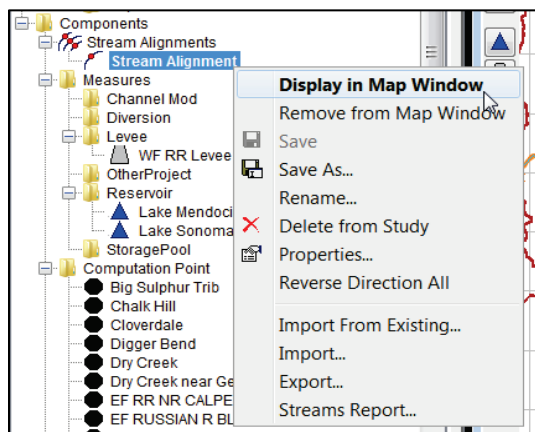 Components
Stream Alignments
Stream Alignment
Measures
Channel Mod
Diversion
Levee
WF RR Levee
OtherProject
Reservoir
Lake Mendoci
Lake Sonoma
StoragePool
Computation Point
Big Sulphur Trib
Chalk Hill
Cloverdale
Digger Bend
Dry Creek
Dry Creek near Ge
EF RR NR CALPE
EF RUSSIAN R BL
Display in Map Window
Remove from Map Window
Save
Save As...
Rename...
Delete from Study
Properties...
Reverse Direction All
Import From Existing...
Import...
Export...
Streams Report...